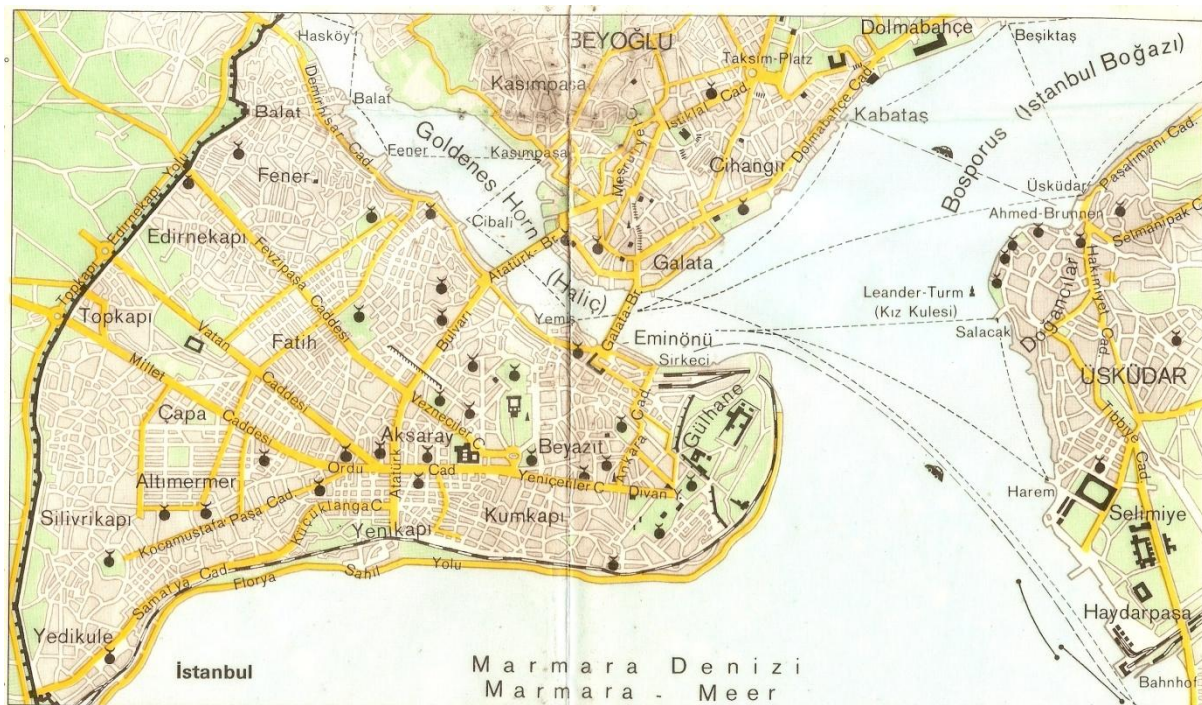 Hasköy
BEYOĞLU
Dolmabahçe
Beşiktaş
Taksim-Platz
Kasımpaşa
Demirhisar Cad.
Balat
Balat
İstiklal Cad.
Dolmabahçe Cad.
Kabataş
Bosporus (İstanbul Boğazı)
Paşalimanı Cad.
Goldenes Horn
(Haliç)
Fener
Kasımpaşa
Meşrutiye
Cihangir
Fener
Edirnekapı Yolu
Üsküdar
Ahmed-Brunnen
Selmanipak C
Cibali
Edirnekapı
Fevzipaşa Caddesi
Atatürk B
Galata
Hakimiyet Cad.
Doğancılar
Topkapı
Topkapı
Yemiş
Galata Br.
Leander-Turm
(Kız Kulesi)
Salacak
Eminönü
Sirkeci
Vatan Caddesi
Fatih
Bulvarı
Millet Caddesi
ÜSKÜDAR
Çapa
Vezneciler C
Gülhane
Tıbbiye Cad.
Aksaray
Beyazıt
Ankara Cad.
Ordu Cad
Yeniçeriler C
Divan Y.
Altımermer
Atatürk
Harem
Silivrikapı
Kocamustafa Paşa Cad.
Küçük langa C
Kumkapı
Selimiye
Yenikapı
Samatya Cad.
Florya Sahil Yolu
Haydarpaşa
Yedikule
İstanbul
Marmara Denizi
Marmara - Meer
Bahnhof